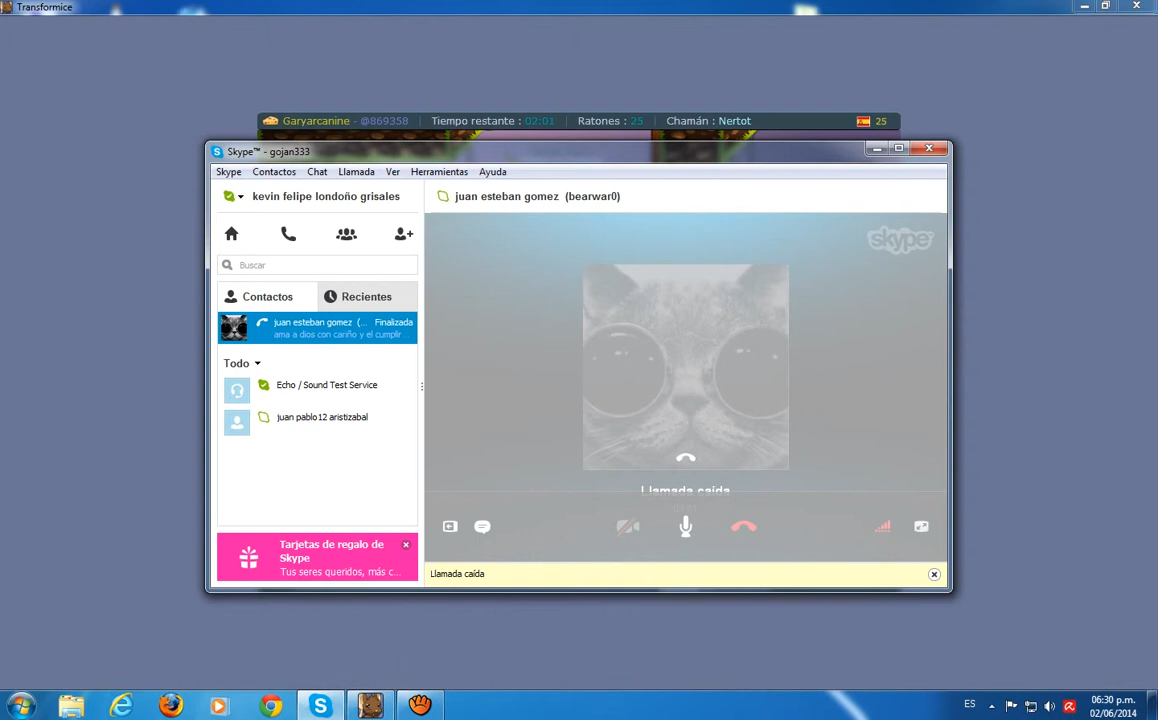 Transformice
Garyarcanine - @869358 | Tiempo restante : 02:01 | Ratones : 25 | Chamán : Nertot 25
Skype™ - gojan333
Skype Contactos Chat Llamada Ver Herramientas Ayuda
kevin felipe londoño grisales
juan esteban gomez (bearwar0)
skype
Buscar
Contactos Recientes
juan esteban gomez (... Finalizada
ama a dios con cariño y el cumplir...
Todo
Echo / Sound Test Service
juan pablo12 aristizabal
Llamada caída
Tarjetas de regalo de
Skype
Tus seres queridos, más c...
Llamada caída
ES
06:30 p.m.
02/06/2014